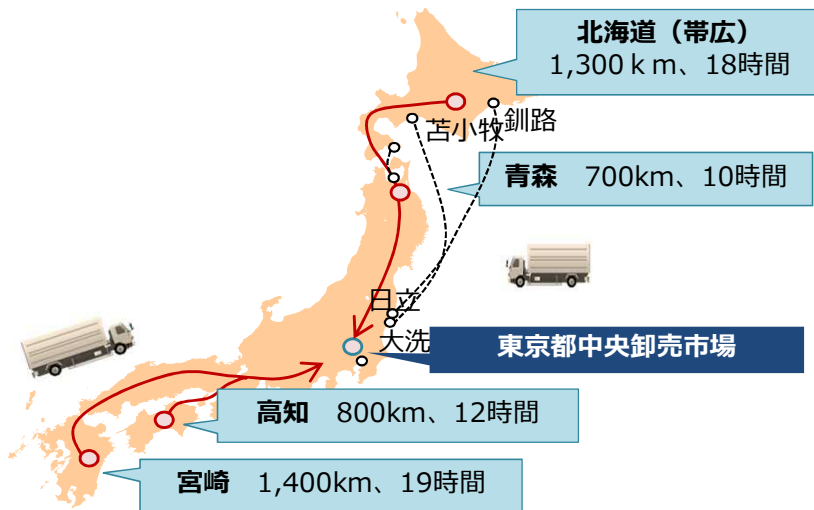 北海道（帯広）
1,300ｋｍ、18時間
釧路
苫小牧
青森　700km、10時間
日立
大洗
東京都中央卸売市場
高知　800km、12時間
宮崎　1,400km、19時間